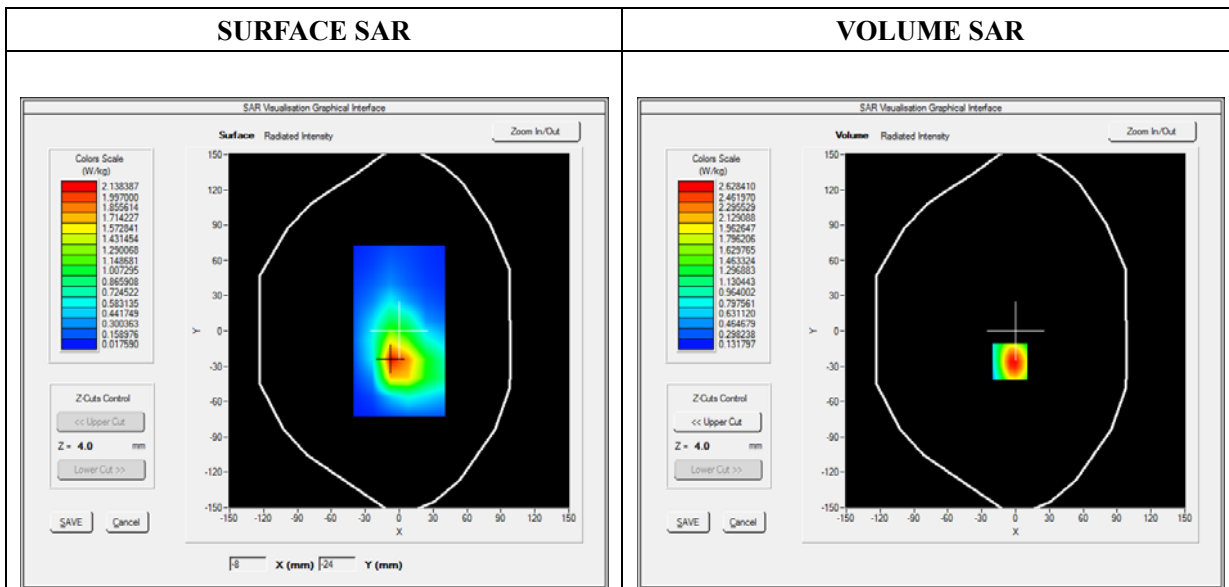 SURFACE SAR
VOLUME SAR
SAR Visualisation Graphical Interface
Surface Radiated Intensity
Zoom In/Out
Colors Scale
(W/kg)
2.138387
1.997000
1.855614
1.714227
1.572841
1.431454
1.290068
1.148681
1.007295
0.865908
0.724522
0.583135
0.441749
0.300363
0.158976
0.017590
Z-Cuts Control
<< Upper Cut
Z = 4.0 mm
Lower Cut >>
SAVE Cancel
150
120
90
60
30
0
-30
-60
-90
-120
-150
Y
-150 -120 -90 -60 -30 0 30 60 90 120 150
X
-8 X (mm) -24 Y (mm)
SAR Visualisation Graphical Interface
Volume Radiated Intensity
Zoom In/Out
Colors Scale
(W/kg)
2.628410
2.461970
2.295529
2.129088
1.962647
1.796206
1.629765
1.463324
1.296883
1.130443
0.964002
0.797561
0.631120
0.464679
0.298238
0.131797
Z-Cuts Control
<< Upper Cut
Z = 4.0 mm
Lower Cut >>
SAVE Cancel
150
120
90
60
30
0
-30
-60
-90
-120
-150
Y
-150 -120 -90 -60 -30 0 30 60 90 120 150
X